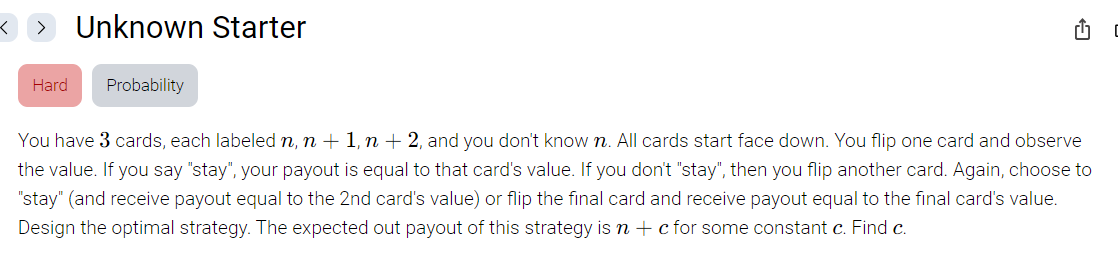 Unknown Starter
Hard
Probability
You have 3 cards, each labeled n, n + 1, n + 2, and you don't know n. All cards start face down. You flip one card and observe
the value. If you say "stay", your payout is equal to that card's value. If you don't "stay", then you flip another card. Again, choose to
"stay" (and receive payout equal to the 2nd card's value) or flip the final card and receive payout equal to the final card's value.
Design the optimal strategy. The expected out payout of this strategy is n + c for some constant c. Find c.